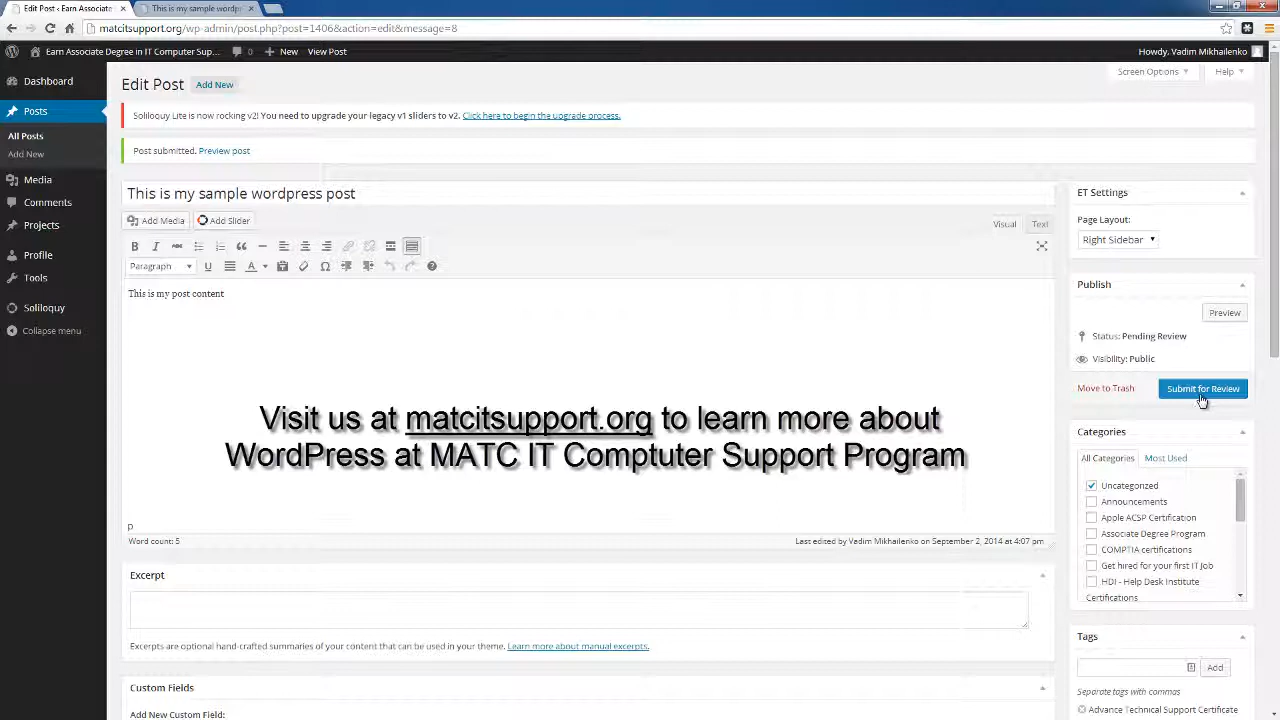 Edit Post ‹ Earn Associate
This is my sample wordpr
matcitsupport.org/wp-admin/post.php?post=1406&action=edit&message=8
Earn Associate Degree in IT Computer Sup... 0 + New View Post Howdy, Vadim Mikhailenko
Dashboard
Posts
All Posts
Add New
Media
Comments
Projects
Profile
Tools
Soliloquy
Collapse menu
Screen Options
Help
Edit Post Add New
Soliloquy Lite is now rocking v2! You need to upgrade your legacy v1 sliders to v2. Click here to begin the upgrade process.
Post submitted. Preview post
This is my sample wordpress post
Add Media Add Slider
Visual Text
B I ABC
Paragraph U A Ω
This is my post content
Visit us at matcitsupport.org to learn more about
WordPress at MATC IT Comptuter Support Program
p
Word count: 5
Last edited by Vadim Mikhailenko on September 2, 2014 at 4:07 pm
Excerpt
Excerpts are optional hand-crafted summaries of your content that can be used in your theme. Learn more about manual excerpts.
Custom Fields
Add New Custom Field:
ET Settings
Page Layout:
Right Sidebar
Publish
Preview
Status: Pending Review
Visibility: Public
Move to Trash Submit for Review
Categories
All Categories Most Used
Uncategorized
Announcements
Apple ACSP Certification
Associate Degree Program
COMPTIA certifications
Get hired for your first IT Job
HDI - Help Desk Institute
Certifications
Tags
Add
Separate tags with commas
Advance Technical Support Certificate